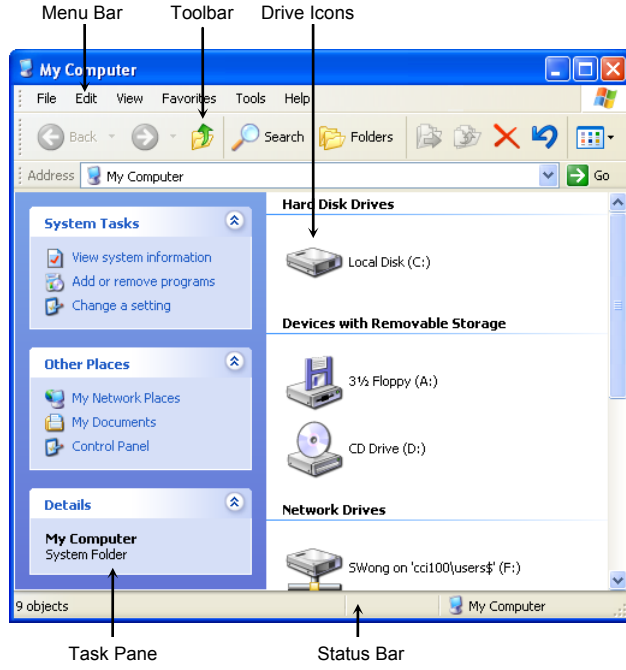 Menu Bar Toolbar Drive Icons
My Computer
File Edit View Favorites Tools Help
Back Search Folders
Address My Computer Go
System Tasks
View system information
Add or remove programs
Change a setting
Other Places
My Network Places
My Documents
Control Panel
Details
My Computer
System Folder
Hard Disk Drives
Local Disk (C:)
Devices with Removable Storage
3½ Floppy (A:)
CD Drive (D:)
Network Drives
SWong on 'cci100\users$' (F:)
9 objects My Computer
Task Pane Status Bar